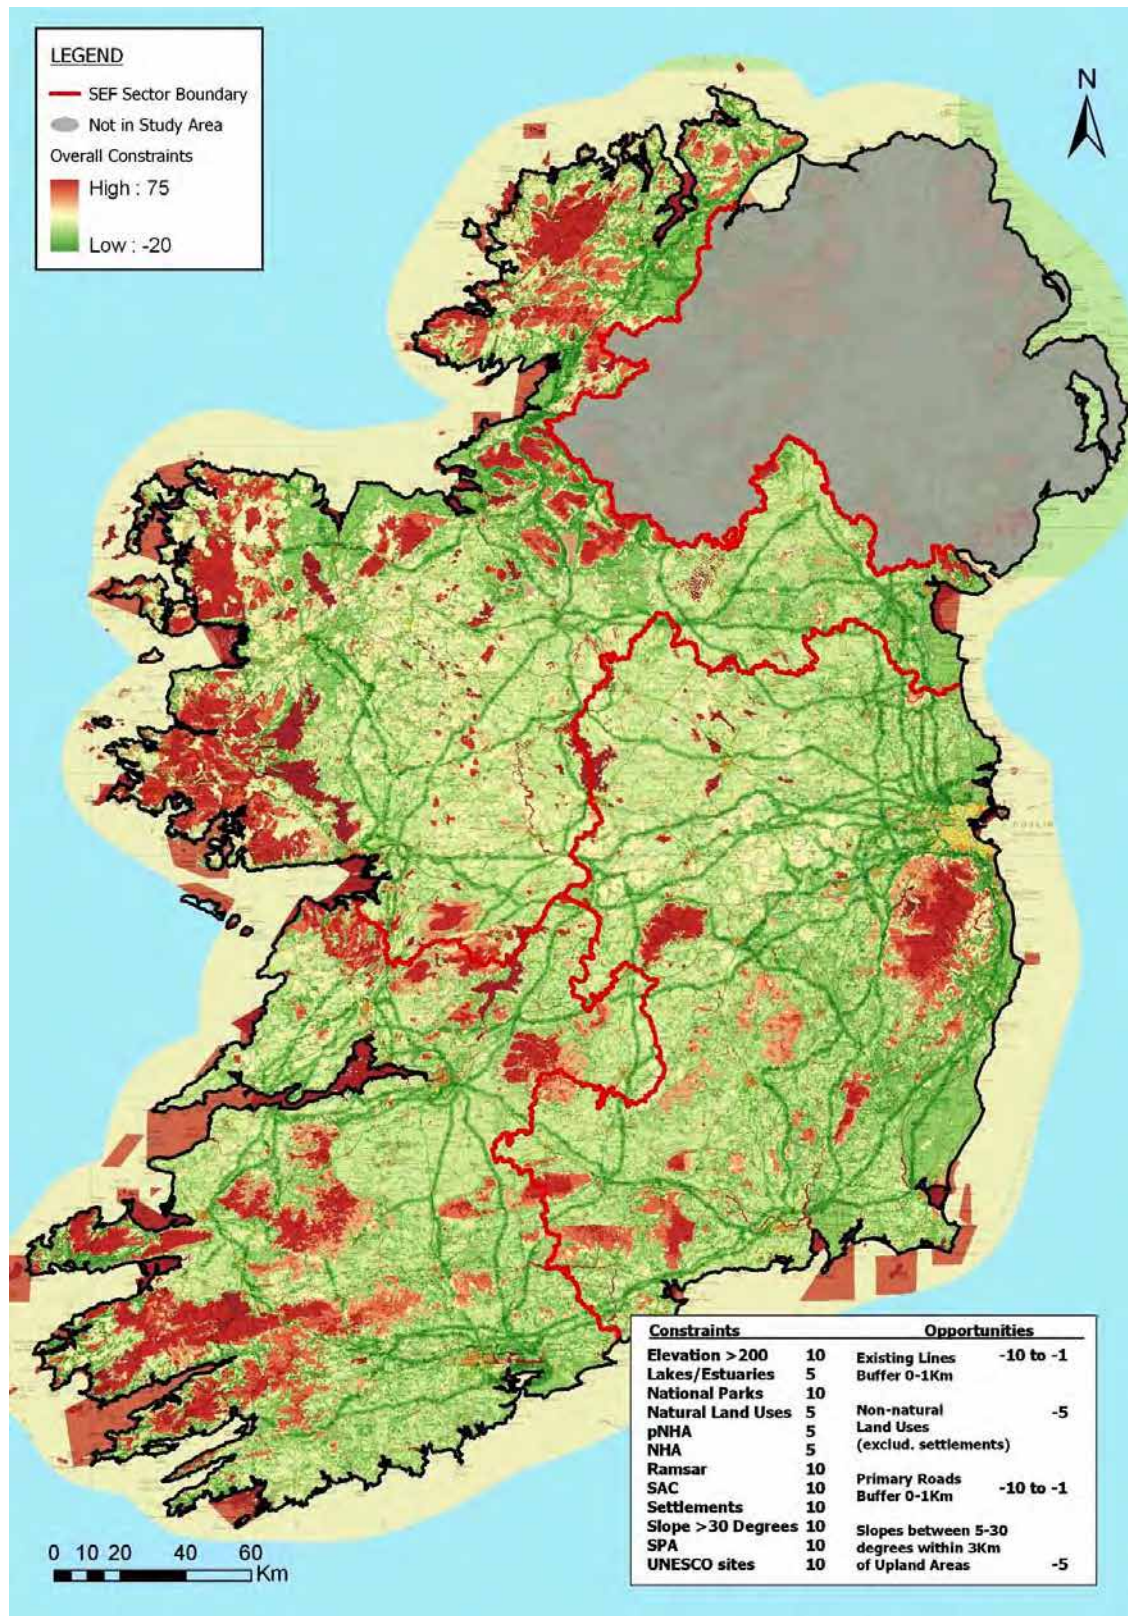 LEGEND
SEF Sector Boundary
Not in Study Area
Overall Constraints
High : 75
Low : -20
N
DUBLIN
Constraints Opportunities
Elevation >200 10 Existing Lines -10 to -1
Lakes/Estuaries 5 Buffer 0-1Km
National Parks 10
Natural Land Uses 5 Non-natural -5
pNHA 5 Land Uses
NHA 5 (exclud. settlements)
Ramsar 10
SAC 10 Primary Roads -10 to -1
Settlements 10 Buffer 0-1Km
Slope >30 Degrees 10 Slopes between 5-30
SPA 10 degrees within 3Km
UNESCO sites 10 of Upland Areas -5
0 10 20 40 60
Km